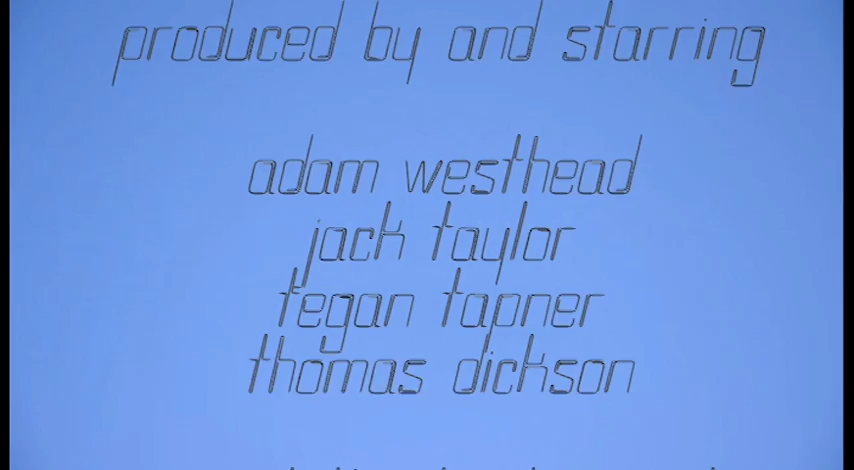 produced by and starring
adam westhead
jack taylor
tegan tapner
thomas dickson